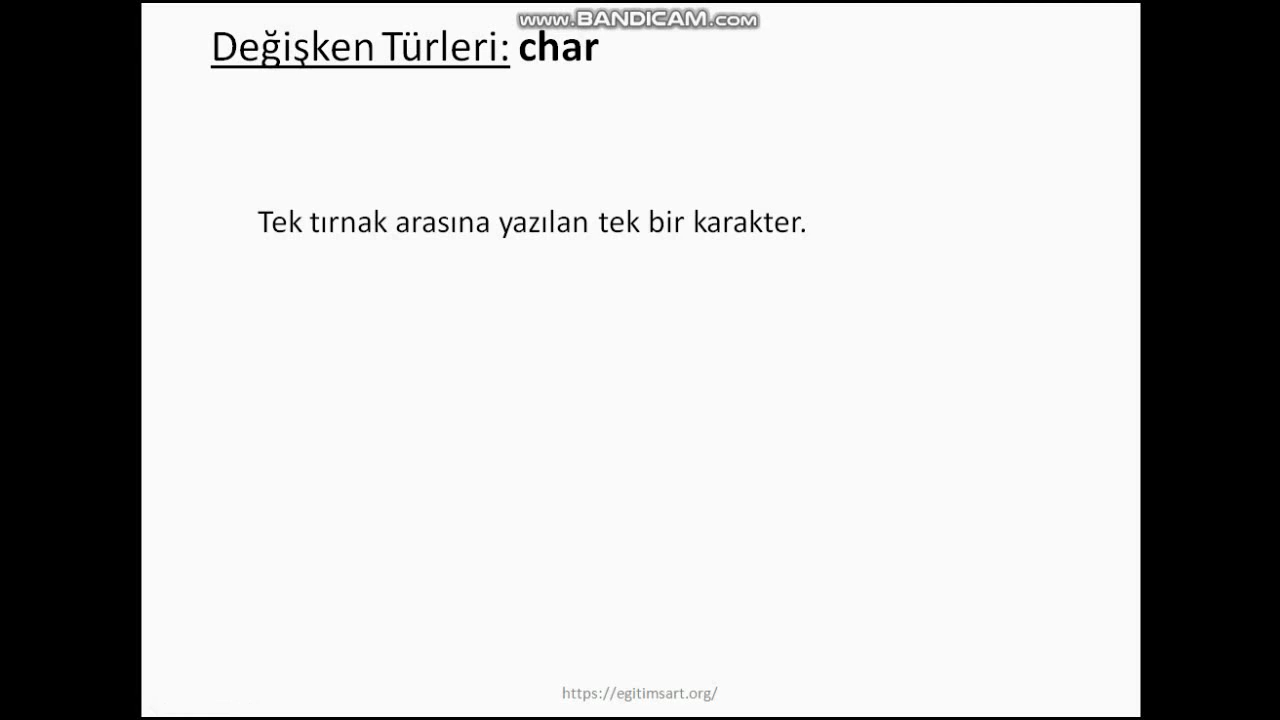 www.BANDICAM.com
Değişken Türleri: char
Tek tırnak arasına yazılan tek bir karakter.
https://egitimsart.org/